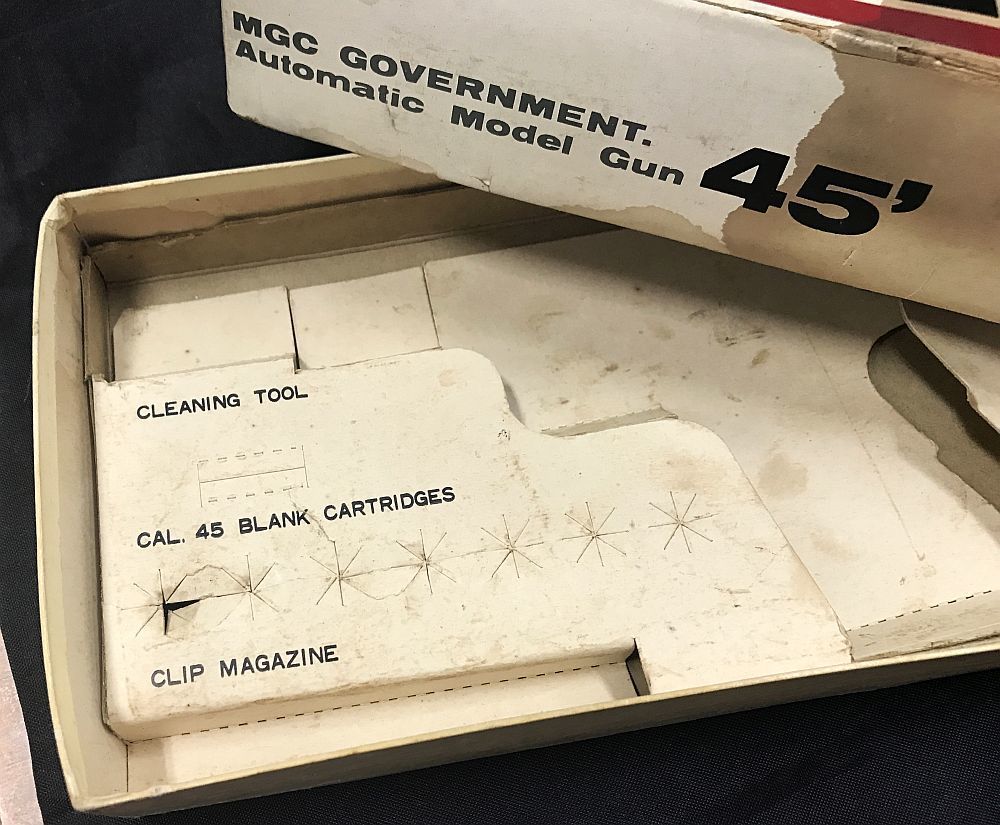 MGC GOVERNMENT.
Automatic Model Gun 45'
CLEANING TOOL
CAL. 45 BLANK CARTRIDGES
CLIP MAGAZINE